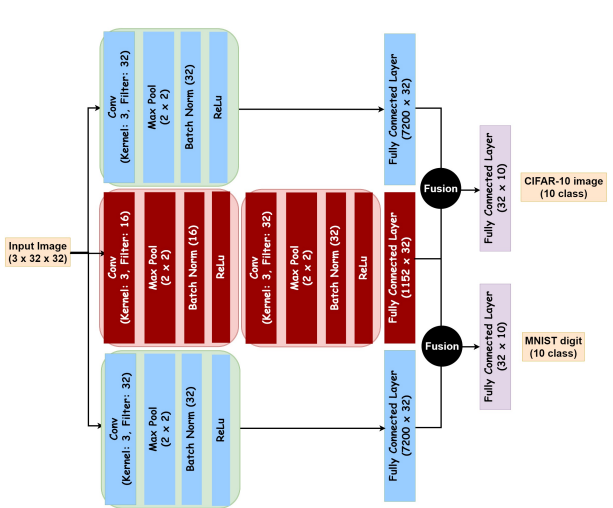 Conv
(Kernel: 3, Filter: 32)
Max Pool
(2 × 2)
Batch Norm (32)
ReLu
Fully Connected Layer
(7200 × 32)
Input Image
(3 x 32 x 32)
Conv
(Kernel: 3, Filter: 16)
Max Pool
(2 × 2)
Batch Norm (16)
ReLu
Conv
(Kernel: 3, Filter: 32)
Max Pool
(2 × 2)
Batch Norm (32)
ReLu
Fully Connected Layer
(1152 × 32)
Conv
(Kernel: 3, Filter: 32)
Max Pool
(2 × 2)
Batch Norm (32)
ReLu
Fully Connected Layer
(7200 × 32)
Fusion
Fully Connected Layer
(32 × 10)
CIFAR-10 image
(10 class)
Fusion
Fully Connected Layer
(32 × 10)
MNIST digit
(10 class)